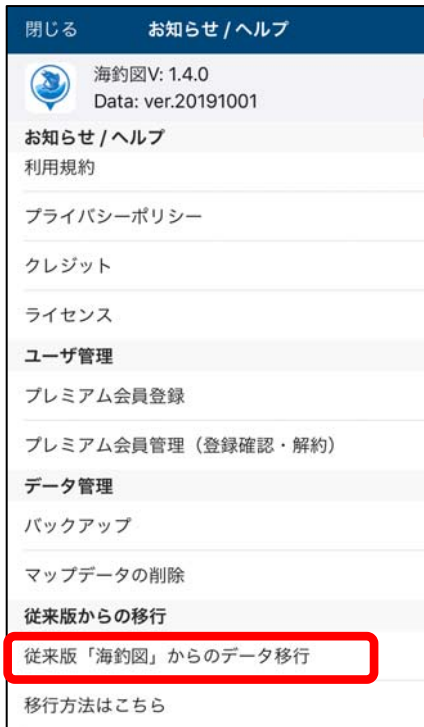 閉じる お知らせ / ヘルプ
海釣図V: 1.4.0
Data: ver.20191001
お知らせ / ヘルプ
利用規約
プライバシーポリシー
クレジット
ライセンス
ユーザ管理
プレミアム会員登録
プレミアム会員管理（登録確認・解約）
データ管理
バックアップ
マップデータの削除
従来版からの移行
従来版「海釣図」からのデータ移行
移行方法はこちら